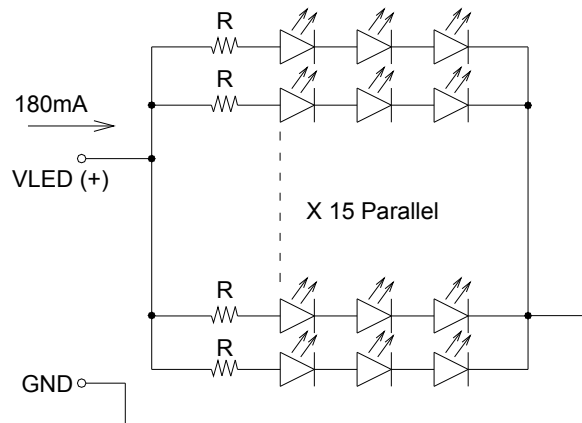 R
R
180mA
VLED (+)
X 15 Parallel
R
R
GND